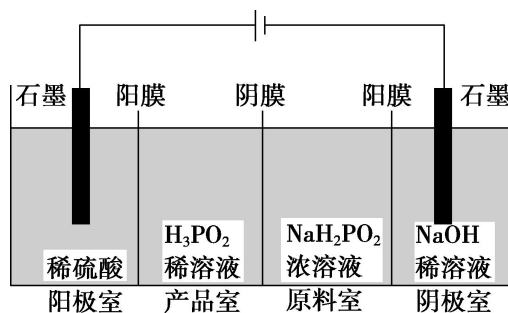 石墨 阳膜 阴膜 阳膜 石墨
H₃PO₂ NaH₂PO₂ NaOH
稀硫酸 稀溶液 浓溶液 稀溶液
阳极室 产品室 原料室 阴极室